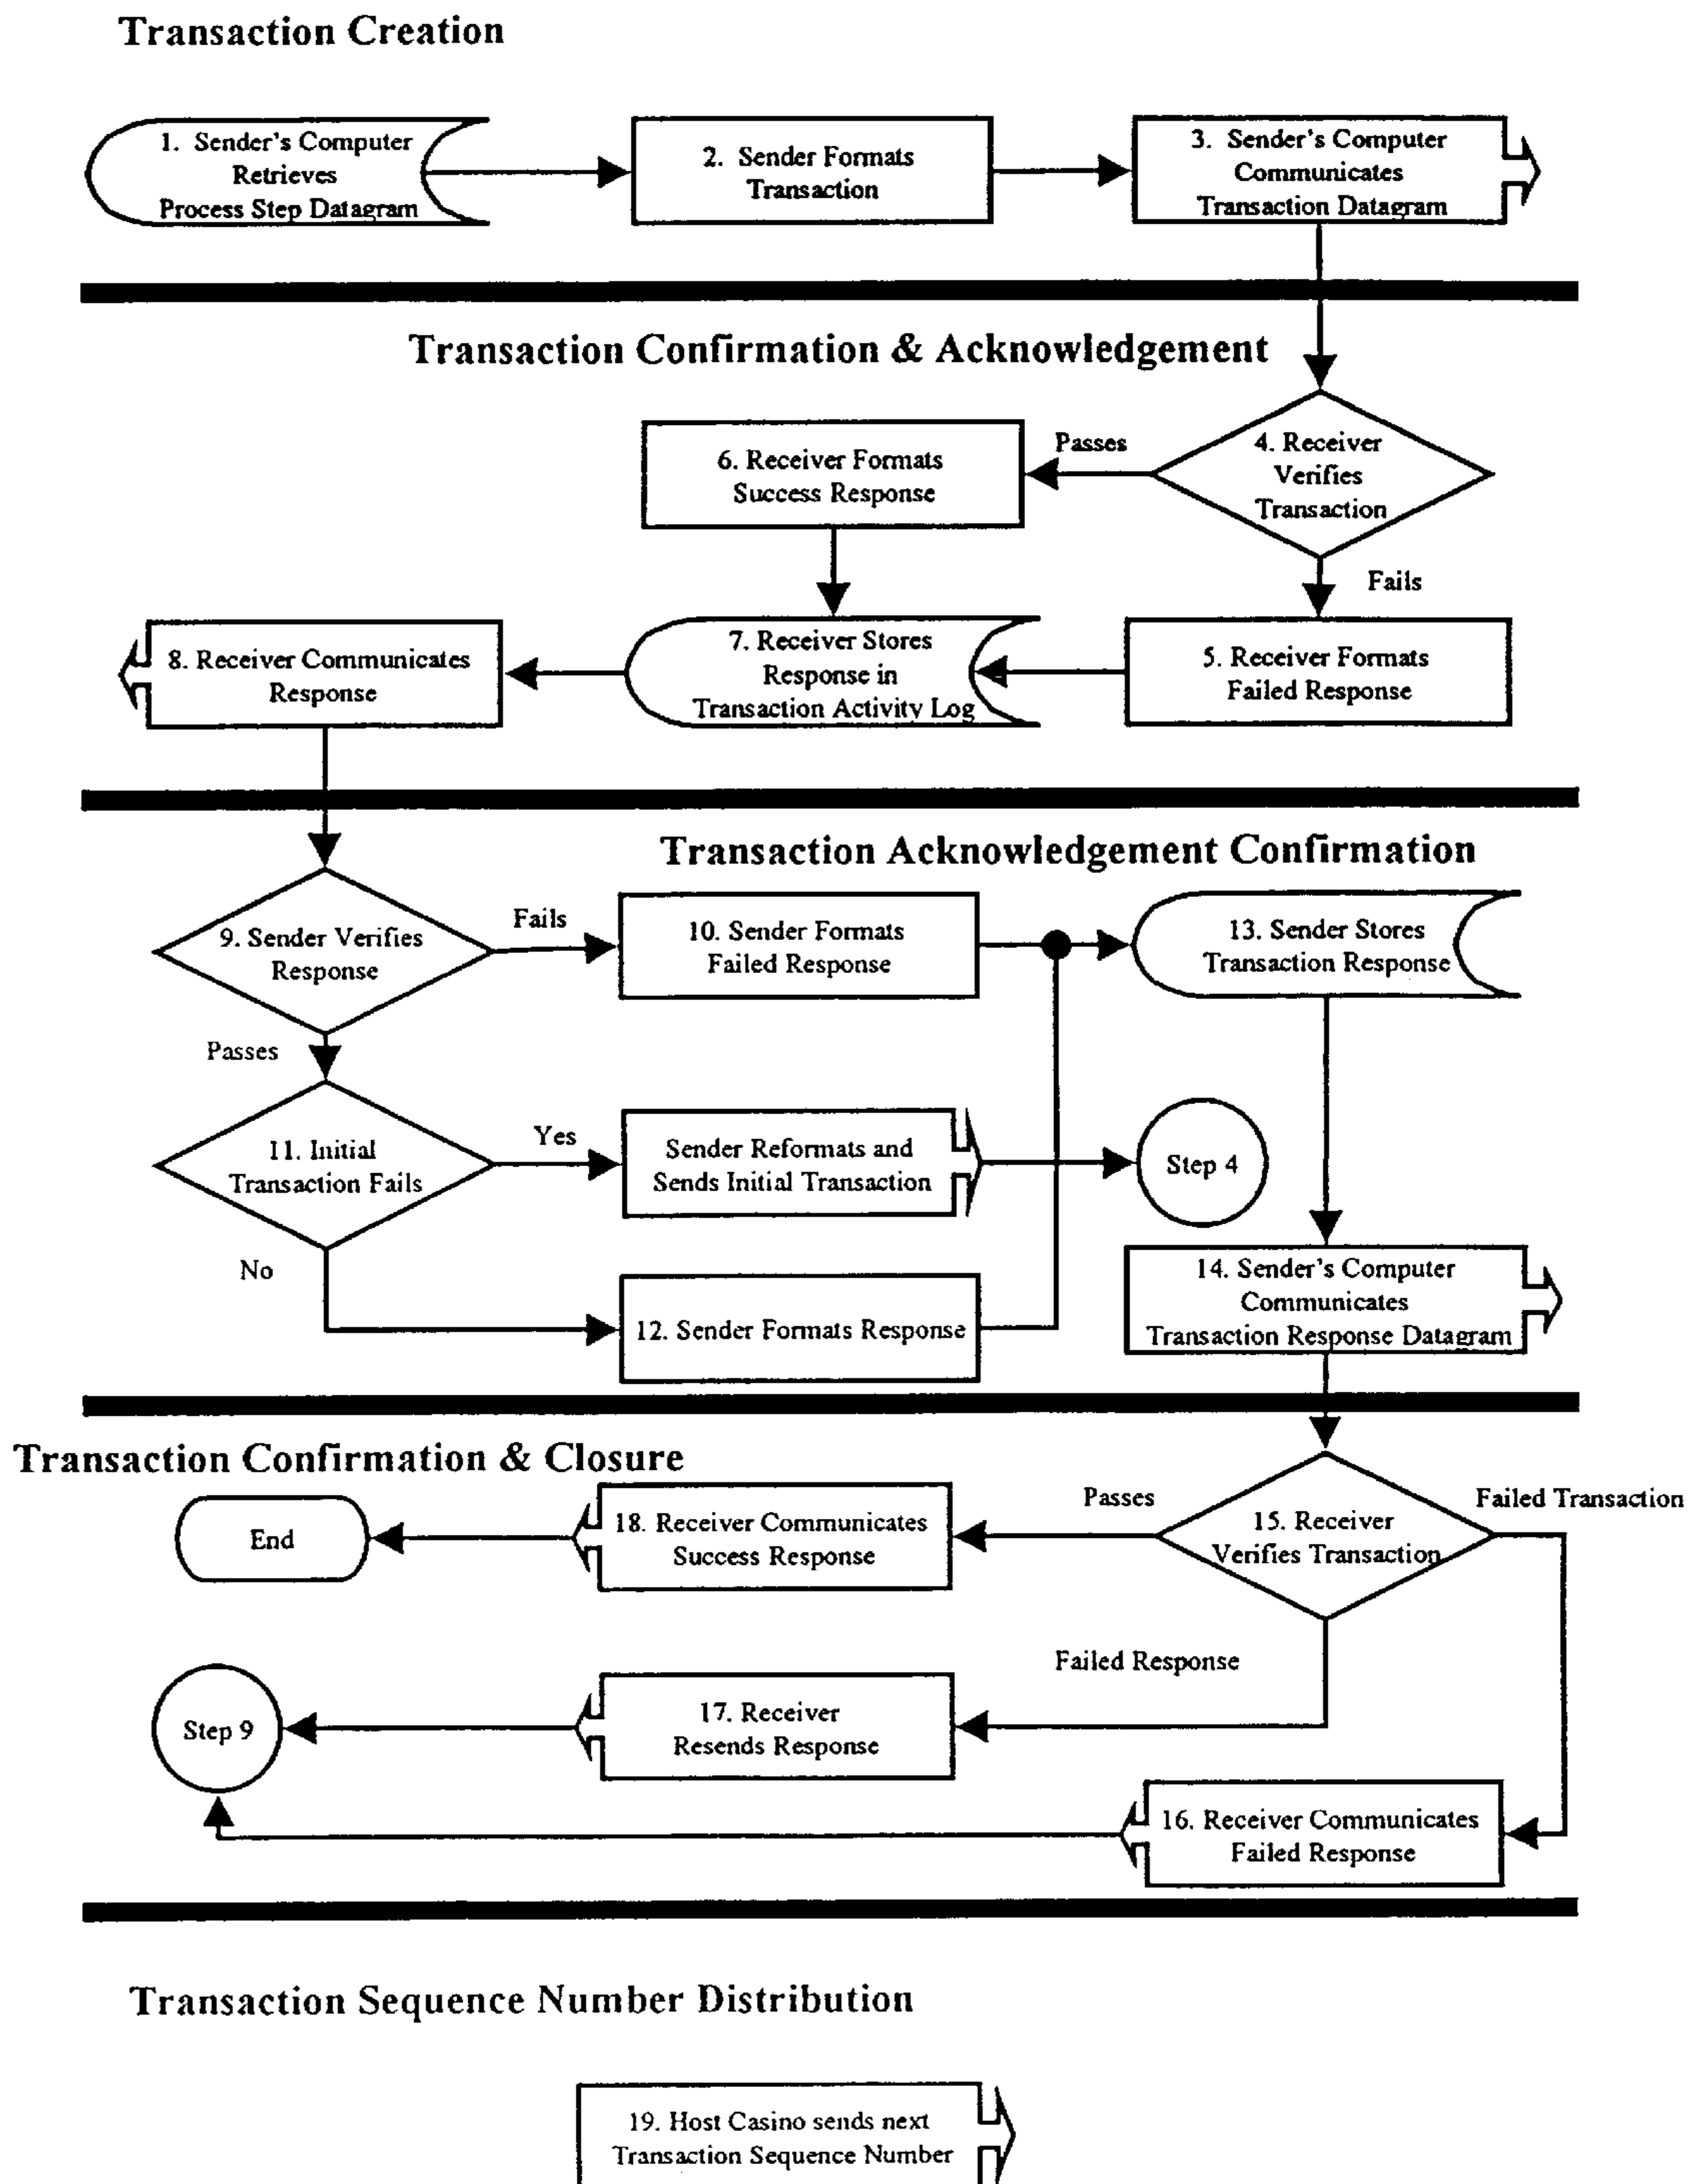 Transaction Creation
1. Sender's Computer
Retrieves
Process Step Datagram
2. Sender Formats
Transaction
3. Sender's Computer
Communicates
Transaction Datagram
Transaction Confirmation & Acknowledgement
4. Receiver
Verifies
Transaction
Passes
Fails
6. Receiver Formats
Success Response
5. Receiver Formats
Failed Response
7. Receiver Stores
Response in
Transaction Activity Log
8. Receiver Communicates
Response
Transaction Acknowledgement Confirmation
9. Sender Verifies
Response
Fails
10. Sender Formats
Failed Response
13. Sender Stores
Transaction Response
Passes
11. Initial
Transaction Fails
Yes
Sender Reformats and
Sends Initial Transaction
Step 4
No
12. Sender Formats Response
14. Sender's Computer
Communicates
Transaction Response Datagram
Transaction Confirmation & Closure
End
18. Receiver Communicates
Success Response
Passes
15. Receiver
Verifies Transaction
Failed Transaction
Failed Response
Step 9
17. Receiver
Resends Response
16. Receiver Communicates
Failed Response
Transaction Sequence Number Distribution
19. Host Casino sends next
Transaction Sequence Number